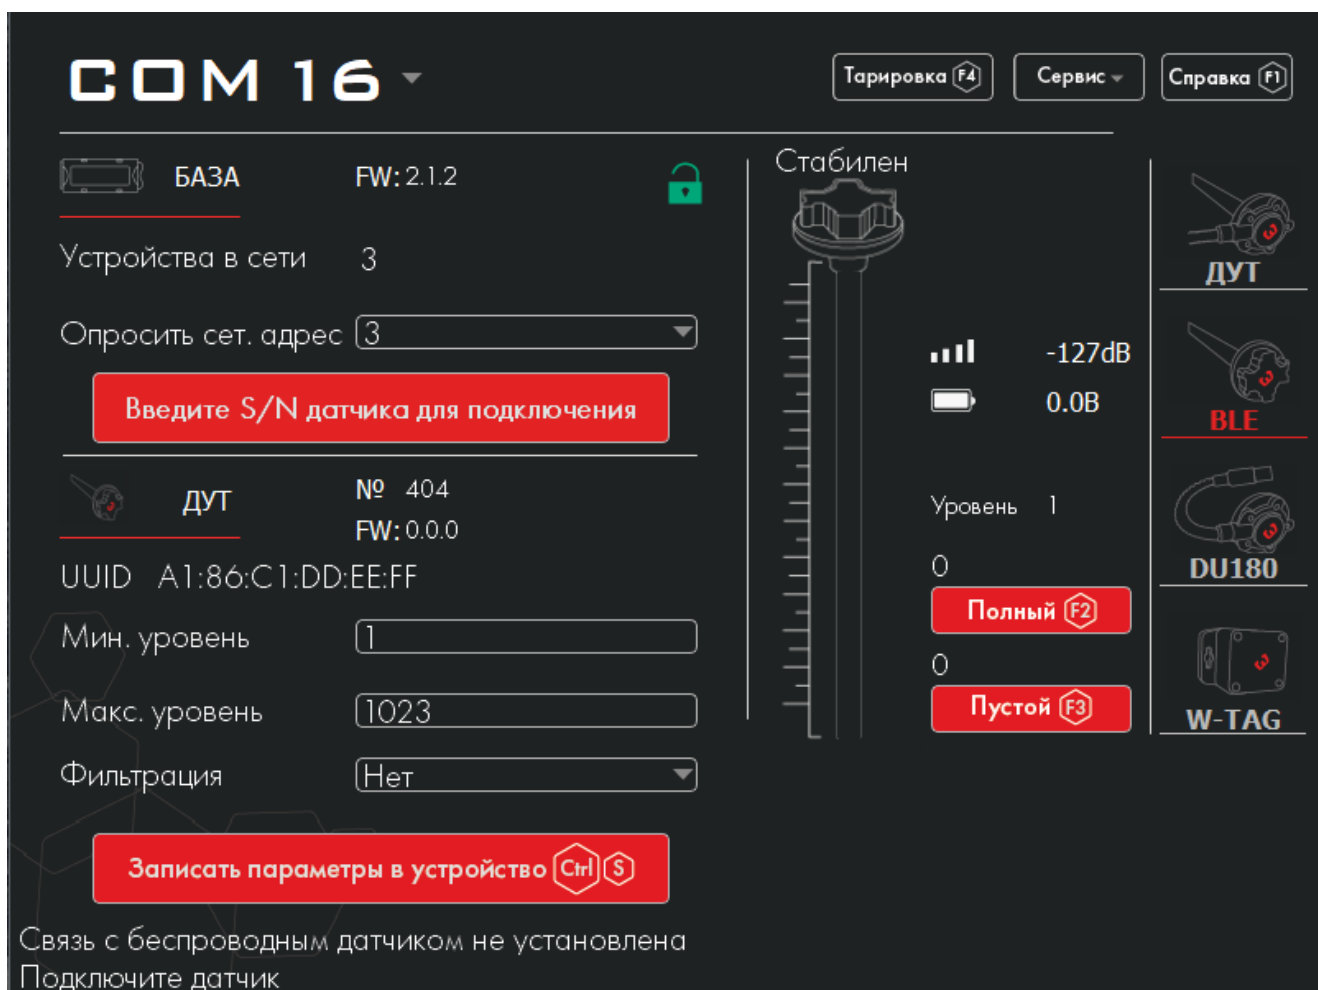 COM 16
Тарировка F4
Сервис
Справка F1
БАЗА
FW: 2.1.2
Устройства в сети 3
Опросить сет. адрес 3
Введите S/N датчика для подключения
ДУТ
№ 404
FW: 0.0.0
UUID A1:86:C1:DD:EE:FF
Мин. уровень 1
Макс. уровень 1023
Фильтрация Нет
Записать параметры в устройство Ctrl S
Связь с беспроводным датчиком не установлена
Подключите датчик
Стабилен
-127dB
0.0В
Уровень 1
0
Полный F2
0
Пустой F3
ДУТ
BLE
DU180
W-TAG